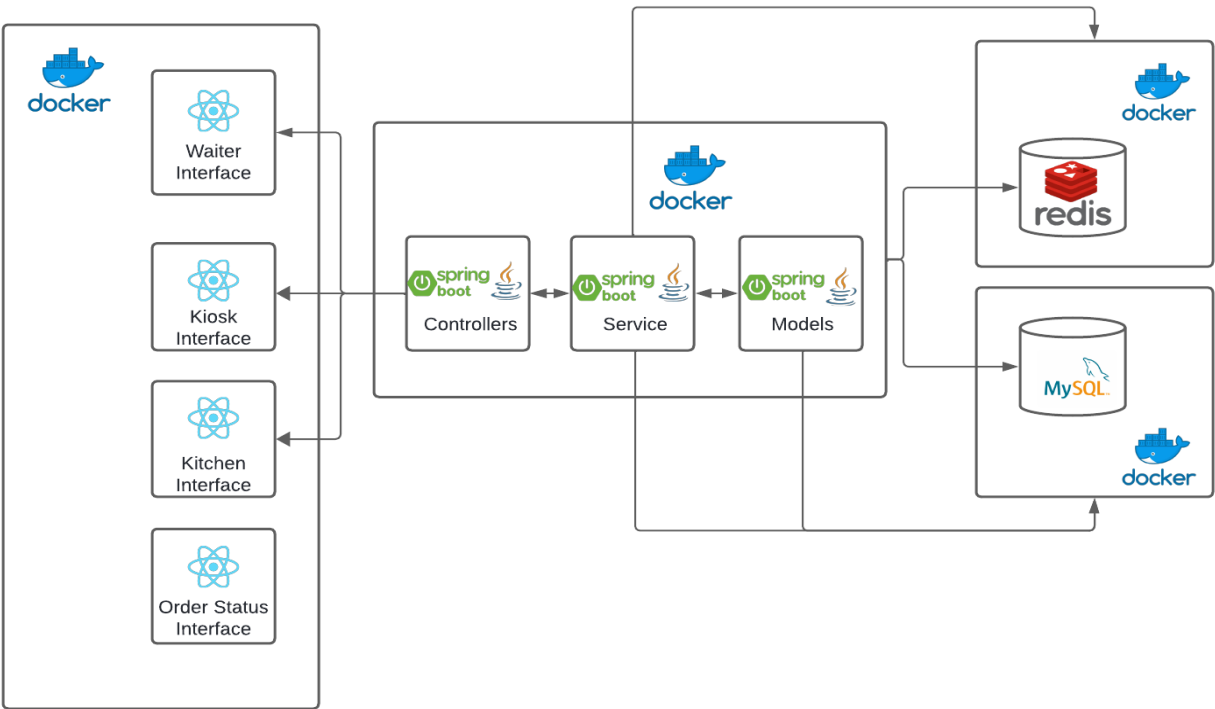 docker
Waiter
Interface
Kiosk
Interface
Kitchen
Interface
Order Status
Interface
docker
spring
boot
Controllers
spring
boot
Service
spring
boot
Models
docker
redis
MySQL
docker